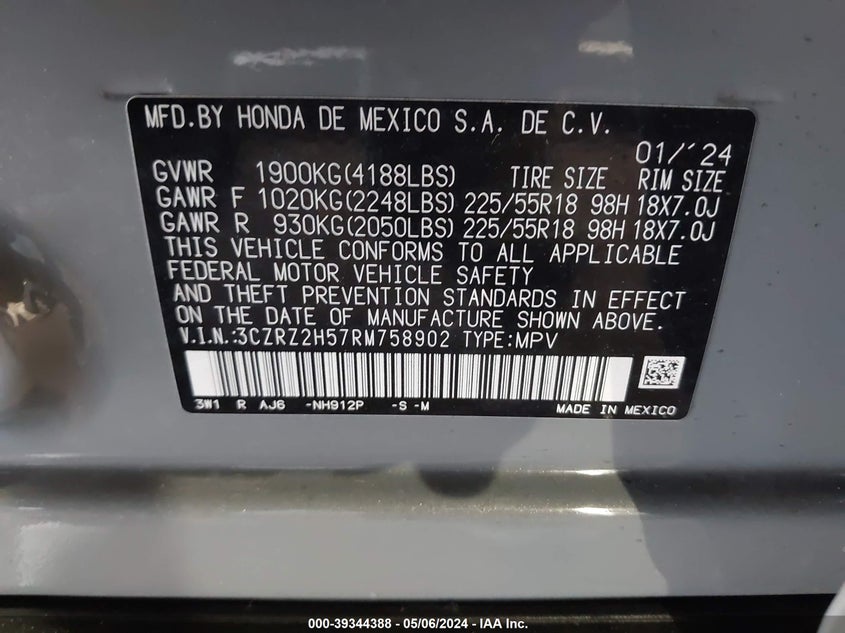 MFD.BY HONDA DE MEXICO S.A. DE C.V.
01/'24
GVWR 1900KG(4188LBS) TIRE SIZE RIM SIZE
GAWR F 1020KG(2248LBS) 225/55R18 98H 18X7.0J
GAWR R 930KG(2050LBS) 225/55R18 98H 18X7.0J
THIS VEHICLE CONFORMS TO ALL APPLICABLE
FEDERAL MOTOR VEHICLE SAFETY
AND THEFT PREVENTION STANDARDS IN EFFECT
ON THE DATE OF MANUFACTURE SHOWN ABOVE.
V.I.N.:3CZRZ2H57RM758902 TYPE:MPV
3W1 R AJ6 -NH912P -S -M MADE IN MEXICO
000-39344388 - 05/06/2024 - IAA Inc.